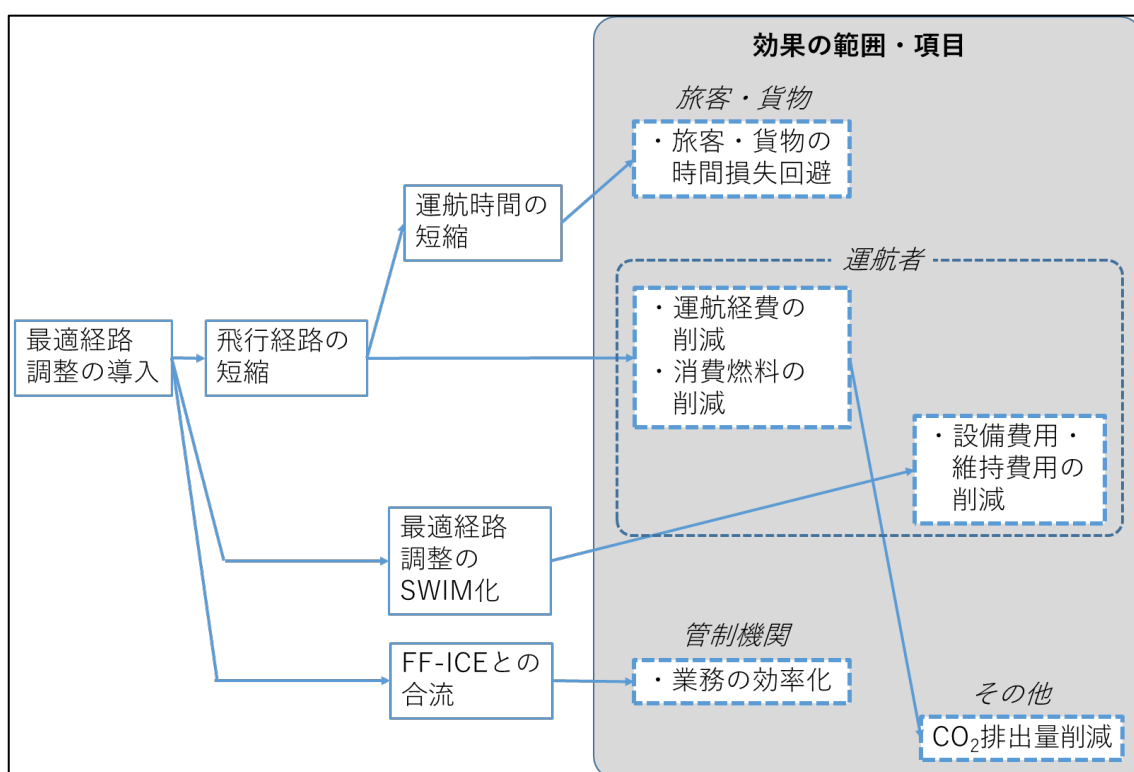 効果の範囲・項目
旅客・貨物
・旅客・貨物の
時間損失回避
運航時間の
短縮
運航者
・運航経費の
削減
・消費燃料の
削減
最適経路
調整の導入
飛行経路の
短縮
・設備費用・
維持費用の
削減
最適経路
調整の
SWIM化
管制機関
FF-ICEとの
合流
・業務の効率化
その他
CO₂排出量削減